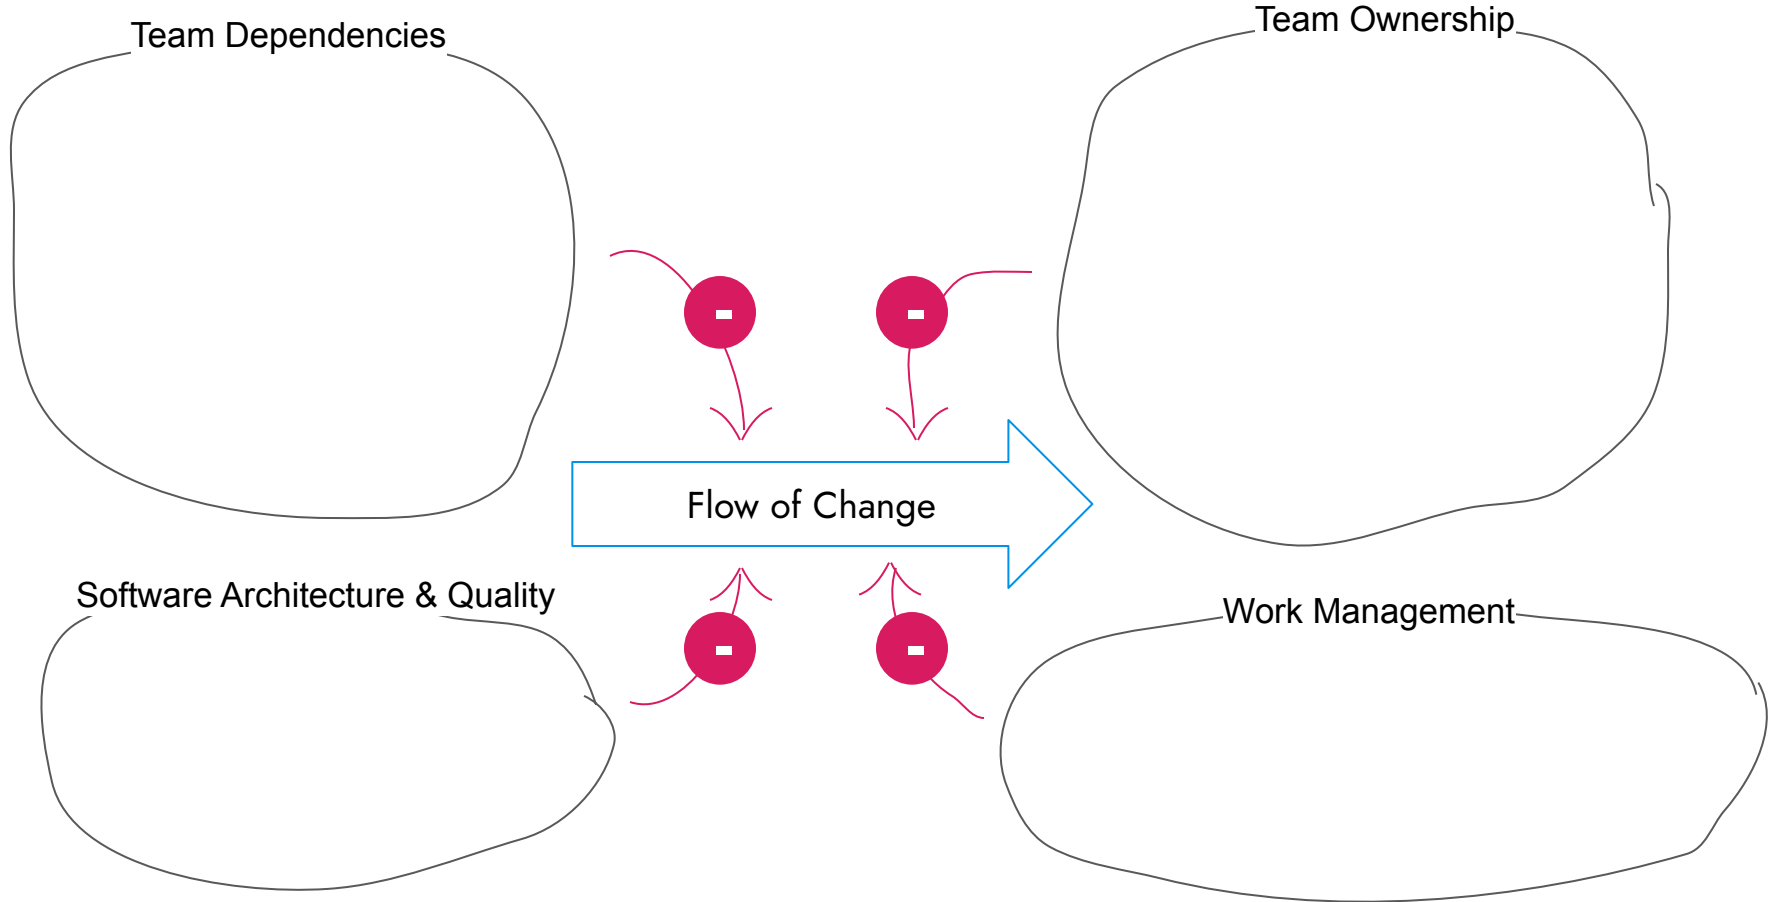 Team Dependencies
Team Ownership
-
-
Flow of Change
Software Architecture & Quality
Work Management
-
-